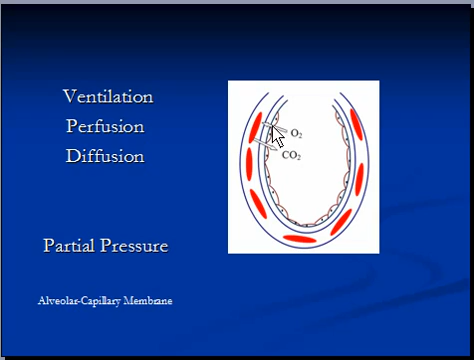 Ventilation
Perfusion
Diffusion
O₂
CO₂
Partial Pressure
Alveolar-Capillary Membrane